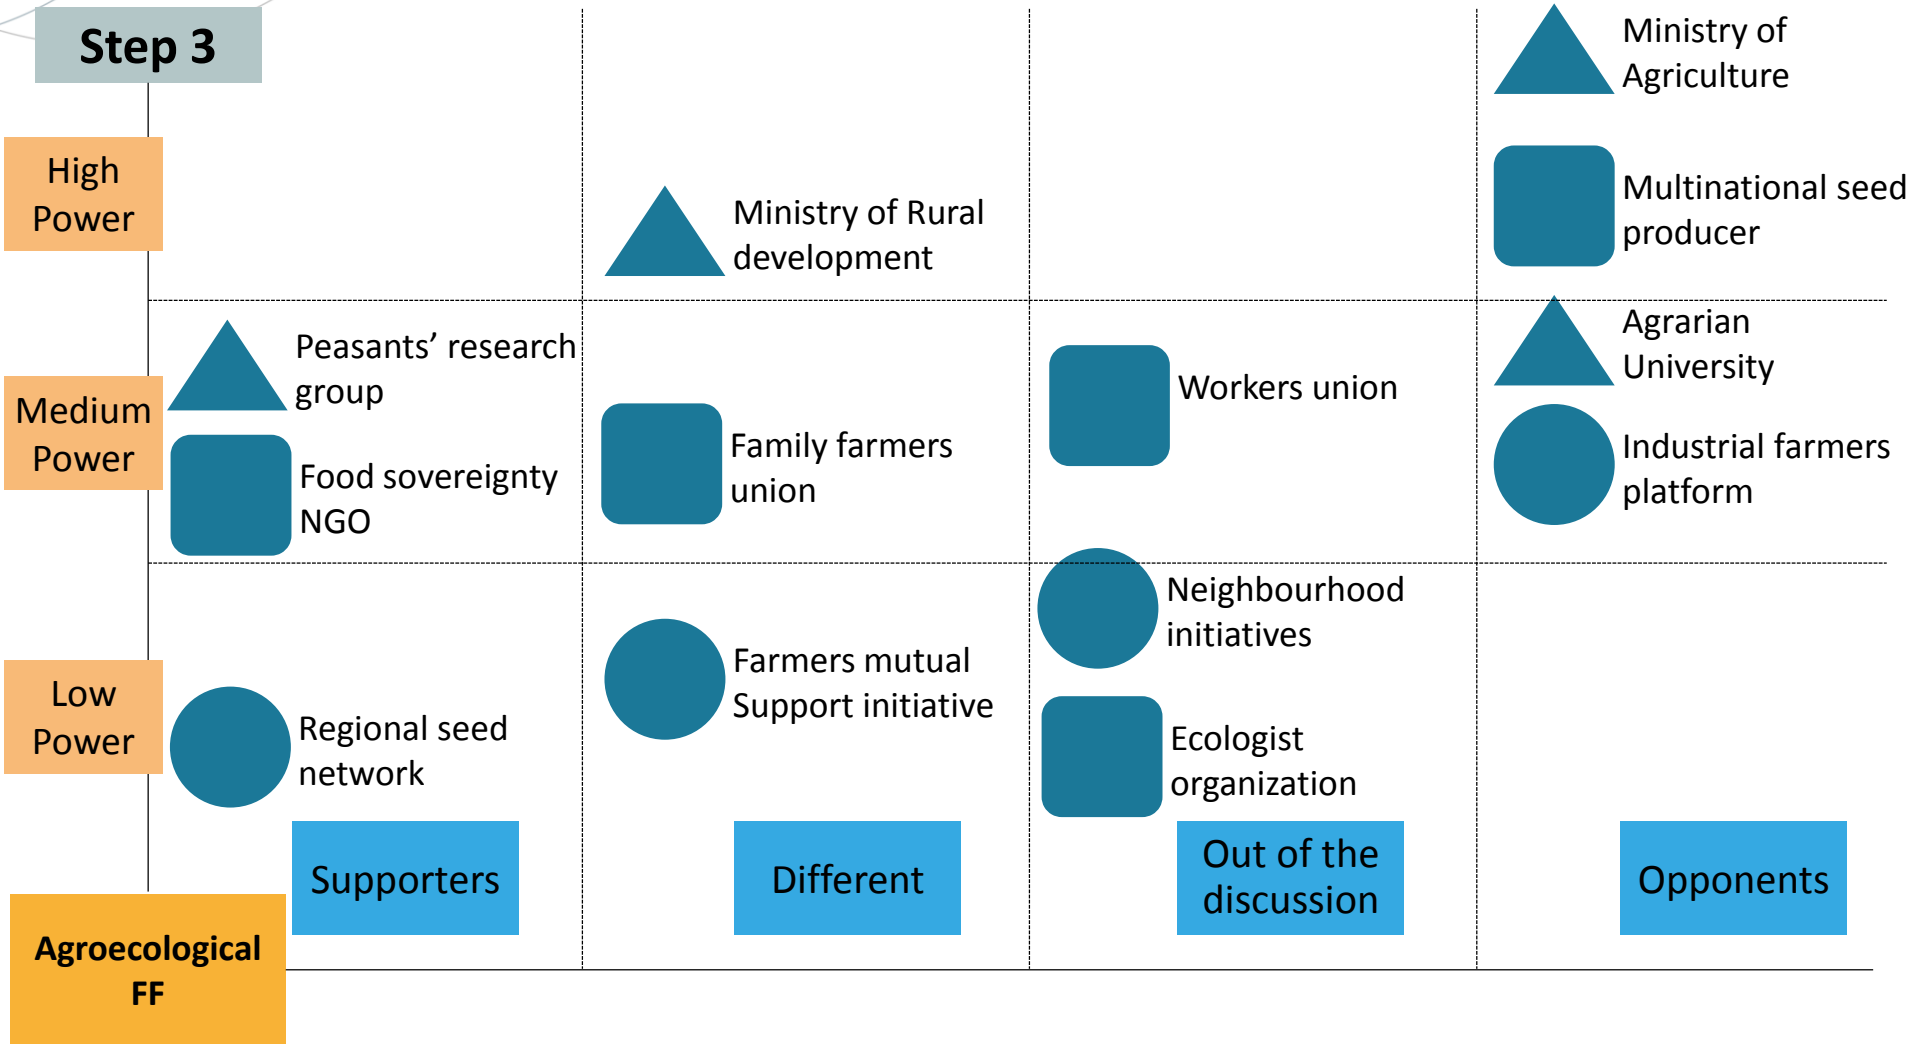 Step 3
High
Power
Ministry of Rural
development
Ministry of
Agriculture
Multinational seed
producer
Medium
Power
Peasants’ research
group
Food sovereignty
NGO
Family farmers
union
Workers union
Agrarian
University
Industrial farmers
platform
Low
Power
Regional seed
network
Farmers mutual
Support initiative
Neighbourhood
initiatives
Ecologist
organization
Supporters
Different
Out of the
discussion
Opponents
Agroecological
FF